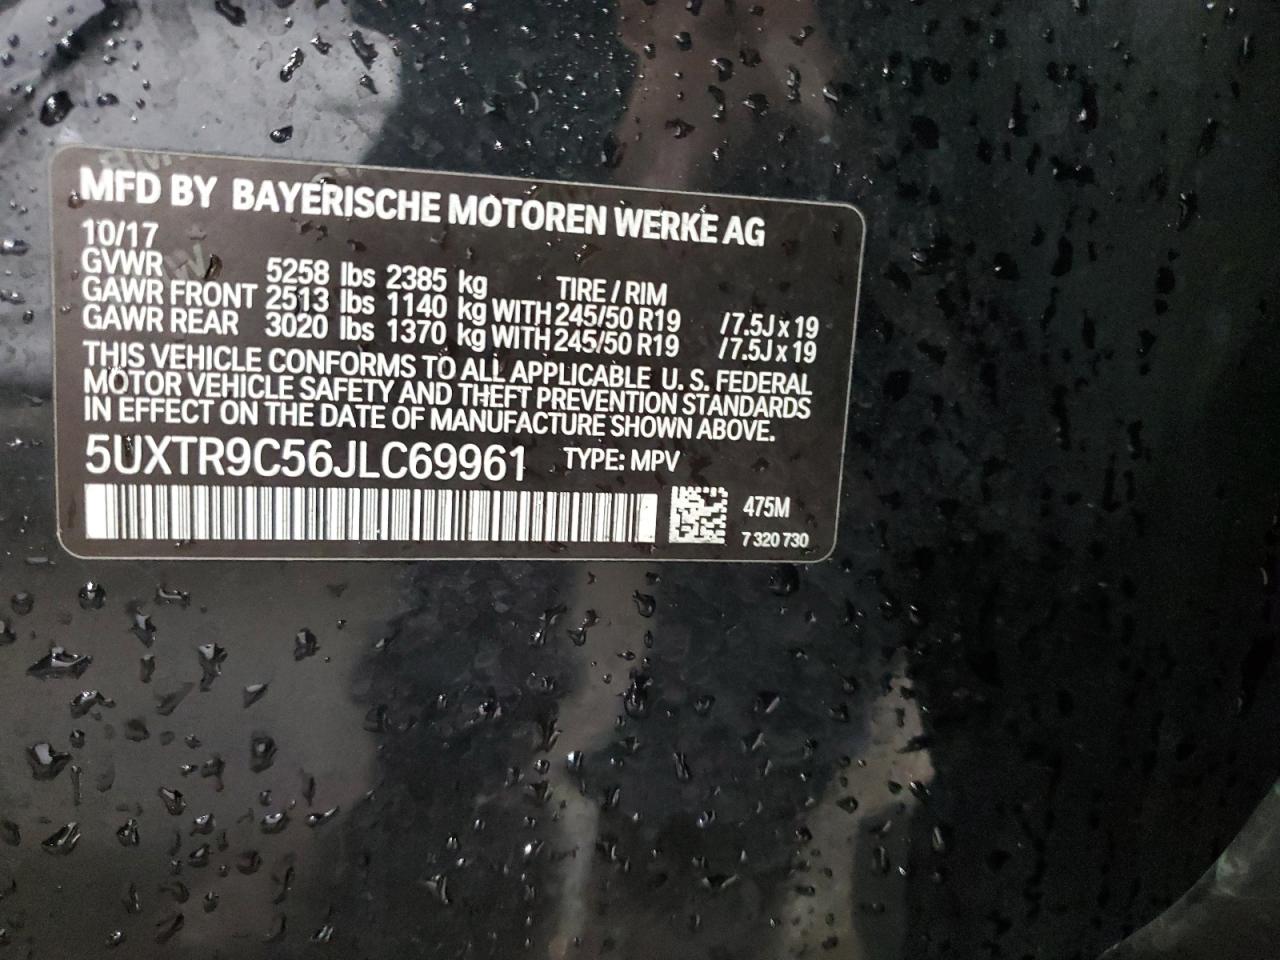 MFD BY BAYERISCHE MOTOREN WERKE AG
10/17
GVWR 5258 lbs 2385 kg TIRE / RIM
GAWR FRONT 2513 lbs 1140 kg WITH 245/50 R19 /7.5J x 19
GAWR REAR 3020 lbs 1370 kg WITH 245/50 R19 /7.5J x 19
THIS VEHICLE CONFORMS TO ALL APPLICABLE U. S. FEDERAL
MOTOR VEHICLE SAFETY AND THEFT PREVENTION STANDARDS
IN EFFECT ON THE DATE OF MANUFACTURE SHOWN ABOVE.
5UXTR9C56JLC69961 TYPE: MPV
475M
7 320 730